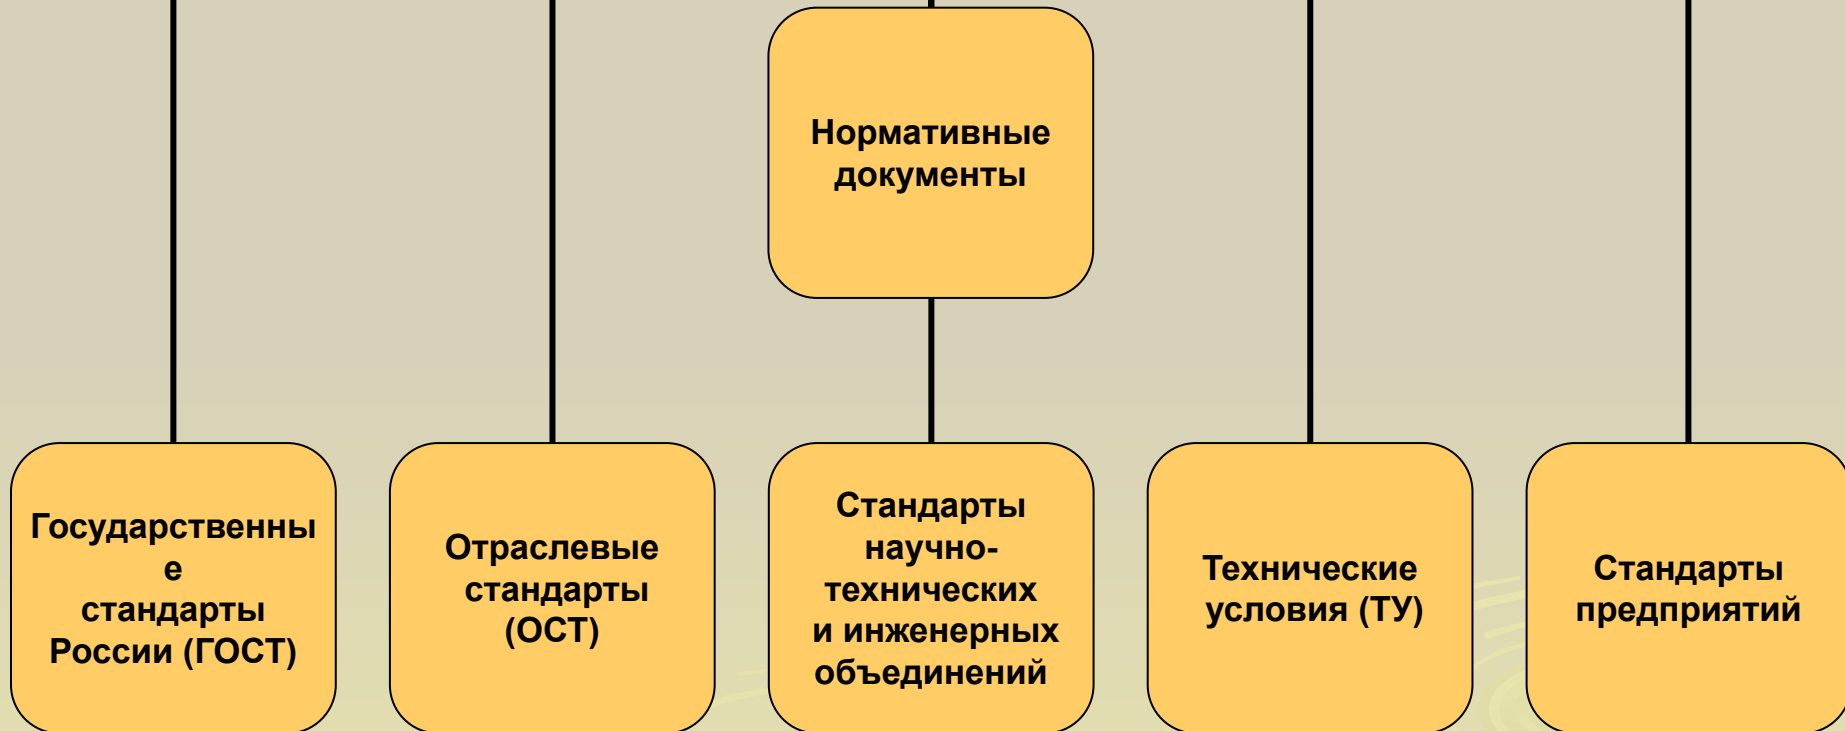 Нормативные
документы
Государственны
е
стандарты
России (ГОСТ)
Отраслевые
стандарты
(ОСТ)
Стандарты
научно-
технических
и инженерных
объединений
Технические
условия (ТУ)
Стандарты
предприятий